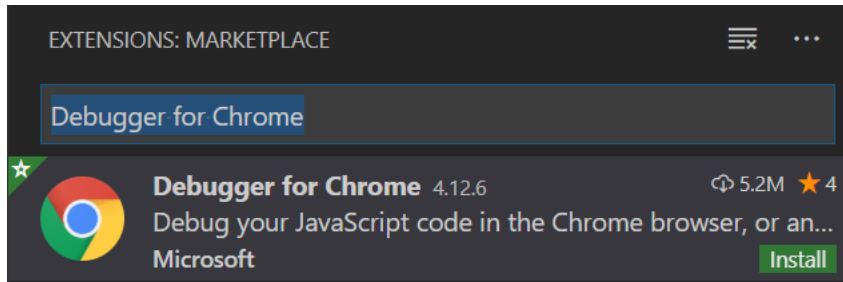 EXTENSIONS: MARKETPLACE
Debugger for Chrome
Debugger for Chrome 4.12.6 5.2M 4
Debug your JavaScript code in the Chrome browser, or an...
Microsoft Install